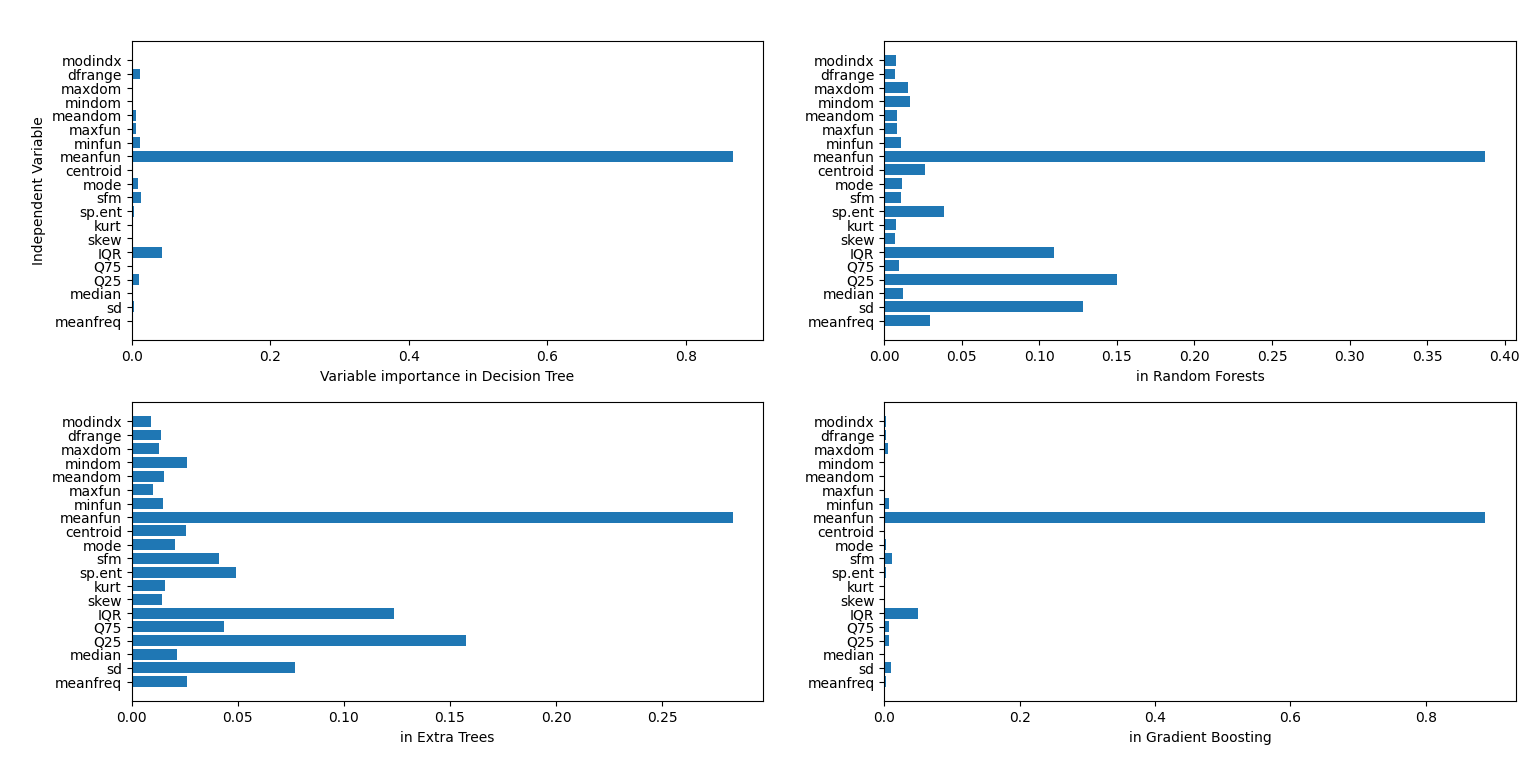 Independent Variable
modindx
dfrange
maxdom
mindom
meandom
maxfun
minfun
meanfun
centroid
mode
sfm
sp.ent
kurt
skew
IQR
Q75
Q25
median
sd
meanfreq
0.0 0.2 0.4 0.6 0.8
Variable importance in Decision Tree
modindx
dfrange
maxdom
mindom
meandom
maxfun
minfun
meanfun
centroid
mode
sfm
sp.ent
kurt
skew
IQR
Q75
Q25
median
sd
meanfreq
0.00 0.05 0.10 0.15 0.20 0.25 0.30 0.35 0.40
in Random Forests
modindx
dfrange
maxdom
mindom
meandom
maxfun
minfun
meanfun
centroid
mode
sfm
sp.ent
kurt
skew
IQR
Q75
Q25
median
sd
meanfreq
0.00 0.05 0.10 0.15 0.20 0.25
in Extra Trees
modindx
dfrange
maxdom
mindom
meandom
maxfun
minfun
meanfun
centroid
mode
sfm
sp.ent
kurt
skew
IQR
Q75
Q25
median
sd
meanfreq
0.0 0.2 0.4 0.6 0.8
in Gradient Boosting